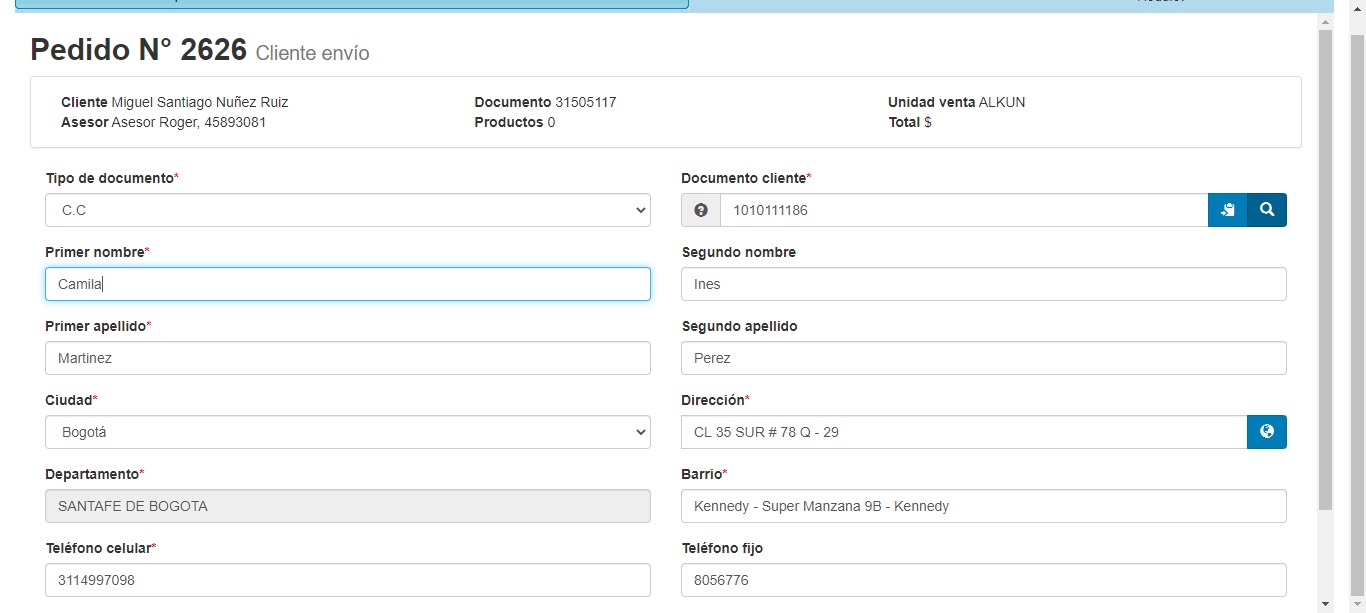 Pedido N° 2626 Cliente envío
Cliente Miguel Santiago Nuñez Ruiz Documento 31505117 Unidad venta ALKUN
Asesor Asesor Roger, 45893081 Productos 0 Total $
Tipo de documento* Documento cliente*
C.C 1010111186
Primer nombre* Segundo nombre
Camila Ines
Primer apellido* Segundo apellido
Martinez Perez
Ciudad* Dirección*
Bogotá CL 35 SUR # 78 Q - 29
Departamento* Barrio*
SANTAFE DE BOGOTA Kennedy - Super Manzana 9B - Kennedy
Teléfono celular* Teléfono fijo
3114997098 8056776